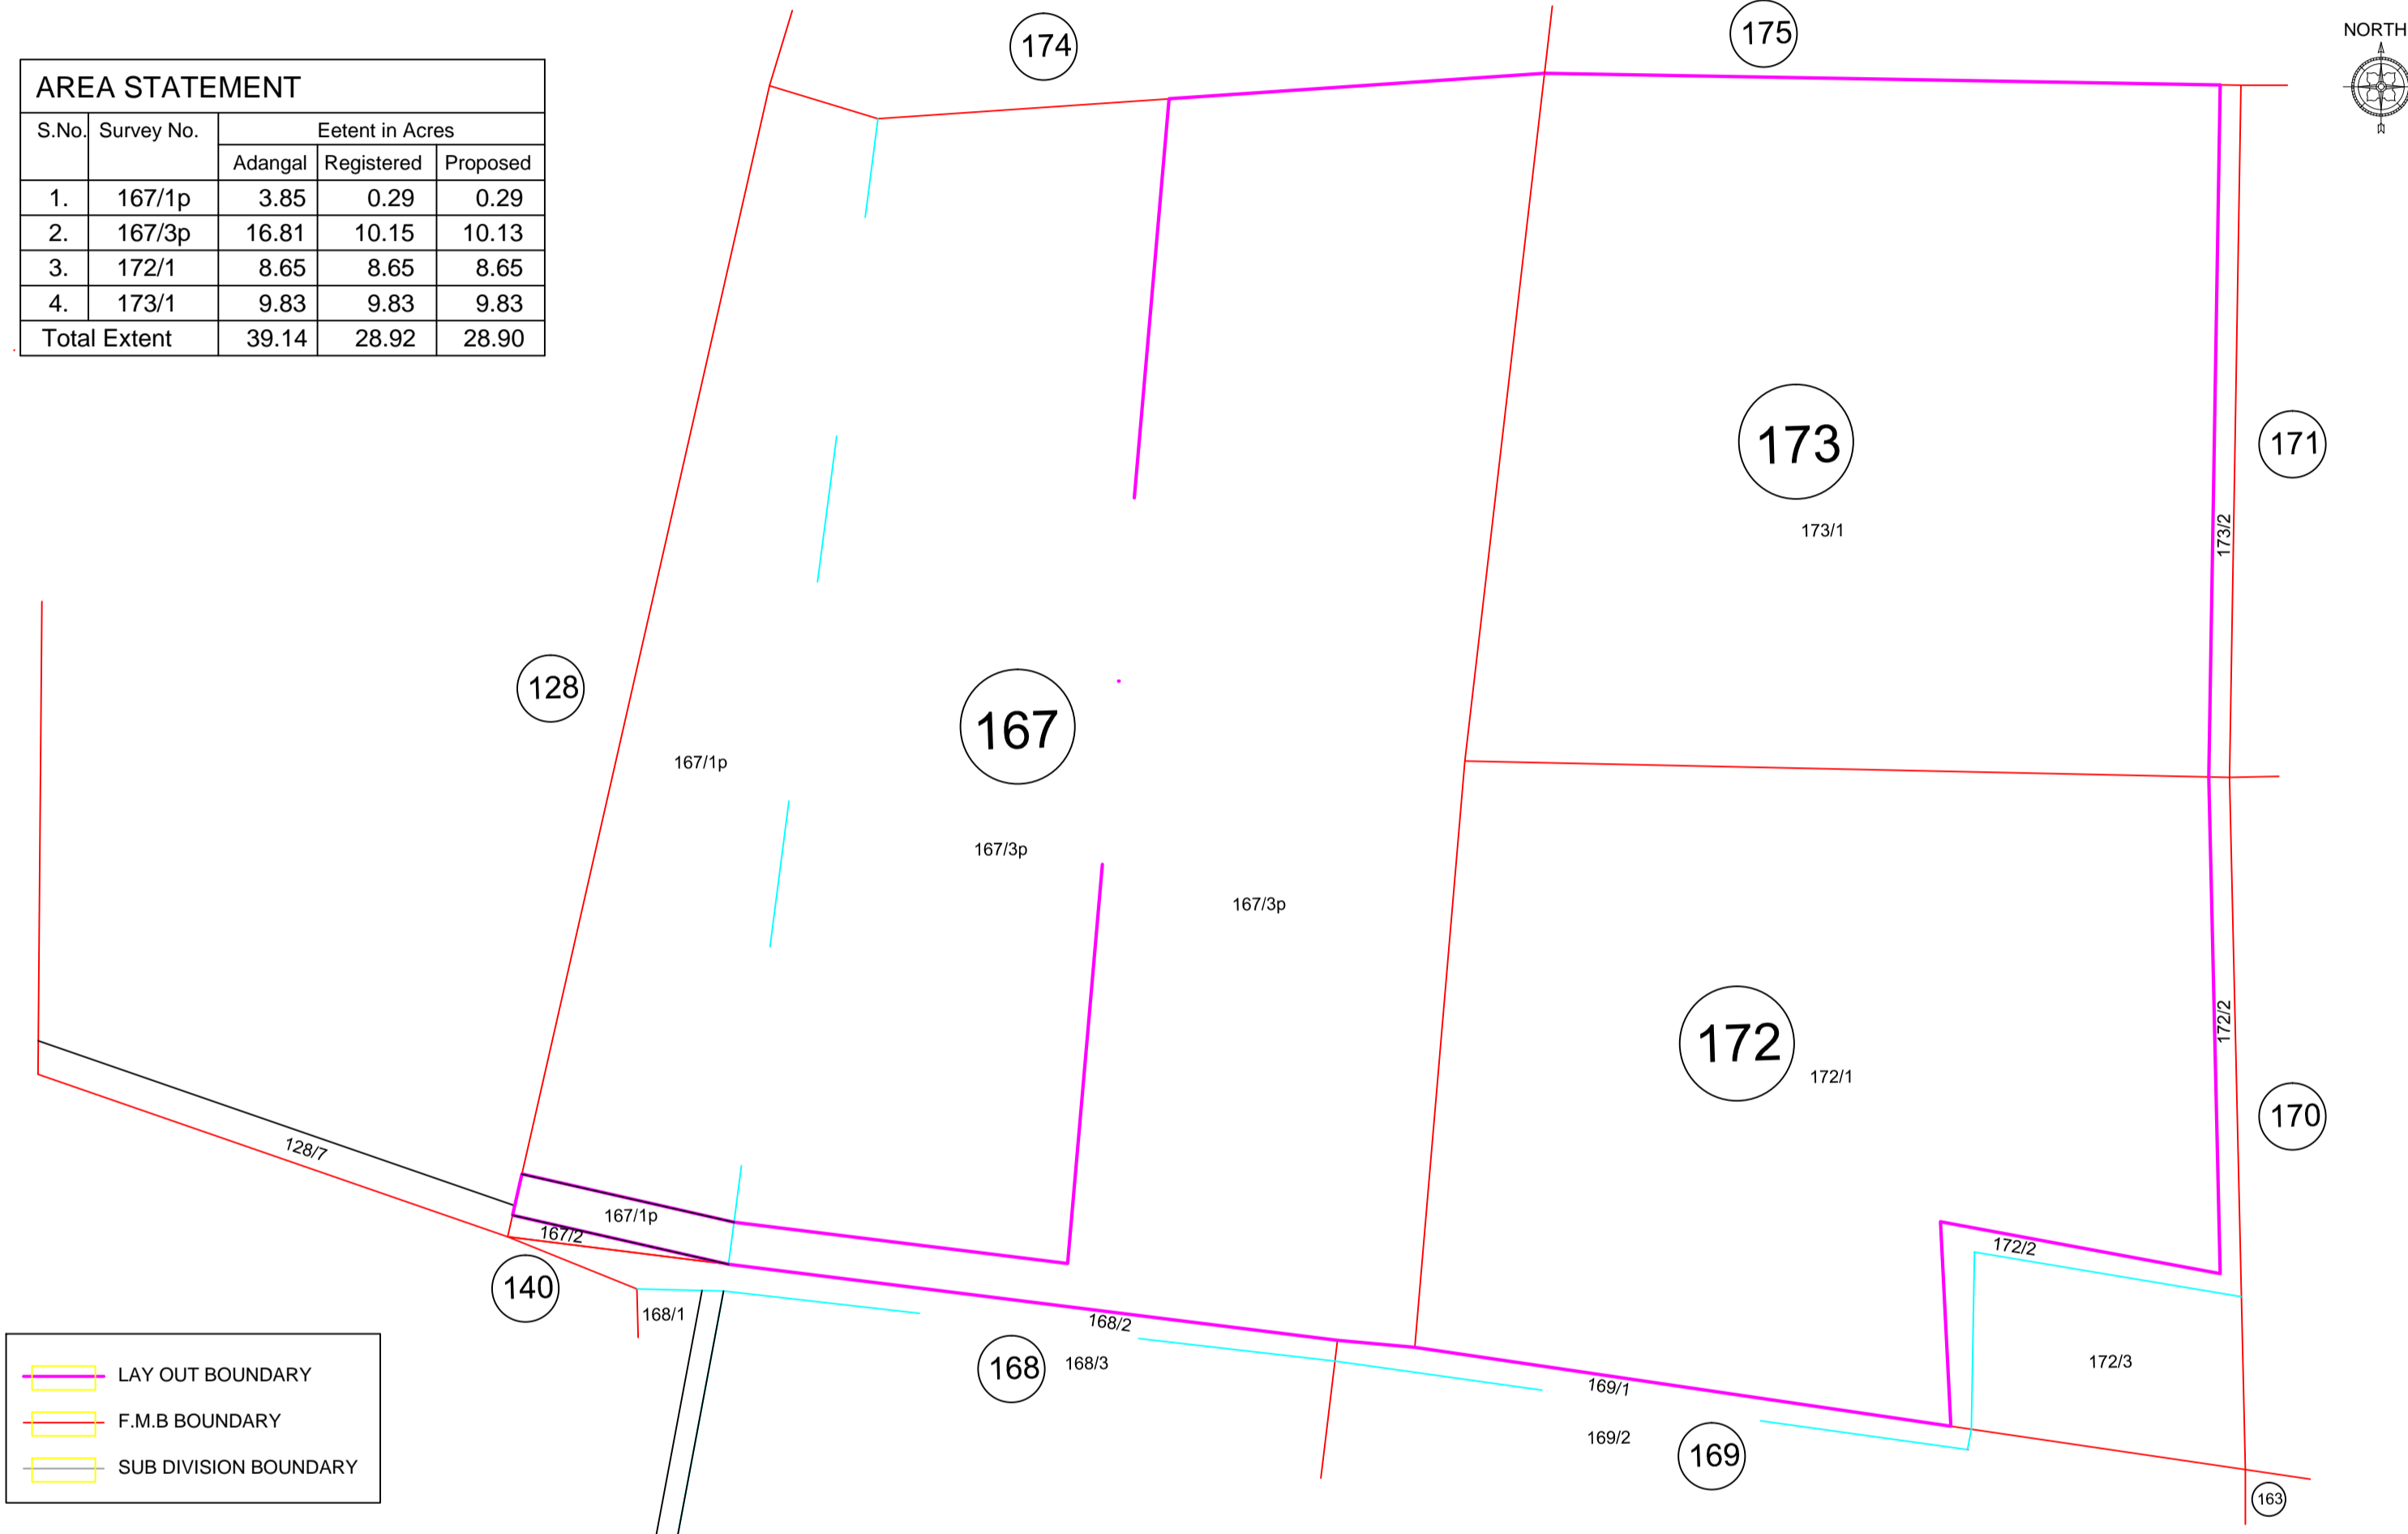 174
175
NORTH
AREA STATEMENT
S.No. Survey No. Eetent in Acres
Adangal Registered Proposed
1. 167/1p 3.85 0.29 0.29
2. 167/3p 16.81 10.15 10.13
3. 172/1 8.65 8.65 8.65
4. 173/1 9.83 9.83 9.83
Total Extent 39.14 28.92 28.90
173
171
173/1
173/2
128
167
167/1p
167/3p
167/3p
172
172/1
172/2
170
128/7
167/1p
167/2
172/2
140
168/1
168/2
168
168/3
172/3
169/1
169/2
169
163
LAY OUT BOUNDARY
F.M.B BOUNDARY
SUB DIVISION BOUNDARY